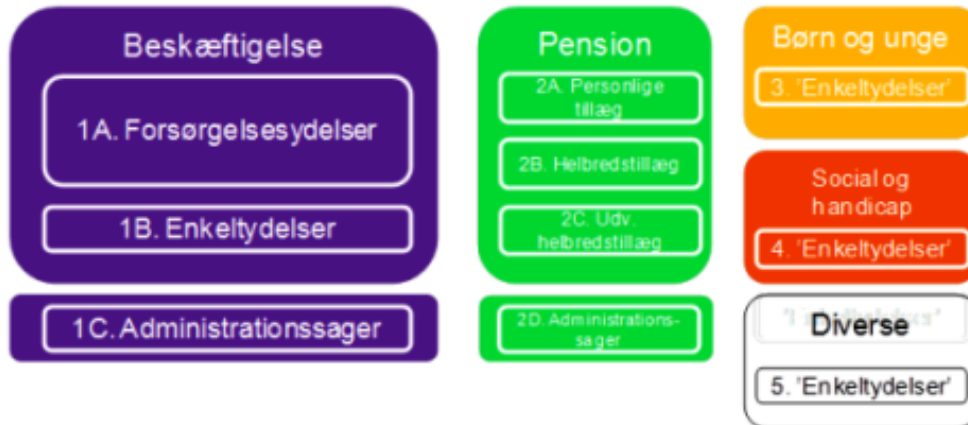 Beskæftigelse
1A. Forsørgelsesydelser
1B. Enkeltydelser
1C. Administrationssager
Pension
2A. Personlige
tillæg
2B. Helbredstillæg
2C. Udv.
helbredstillæg
2D. Administrations-
sager
Børn og unge
3. 'Enkeltydelser'
Social og
handicap
4. 'Enkeltydelser'
Diverse
5. 'Enkeltydelser'